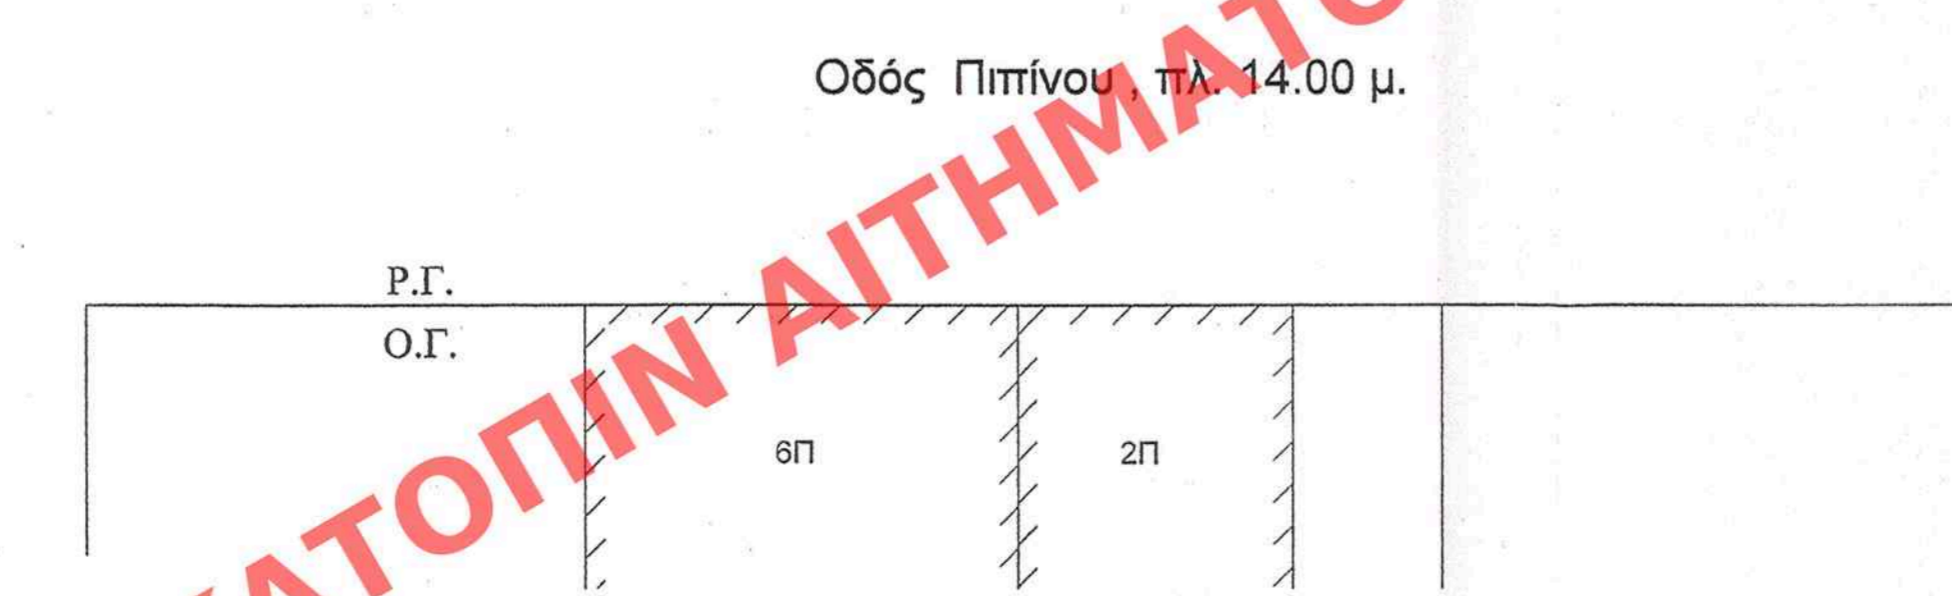 Οδός Πιπίνου , πλ. 14.00 μ.
Ρ.Γ.
Ο.Γ.
6Π
2Π
ΚΑΤΟΠΙΝ ΑΙΤΗΜΑΤΟ